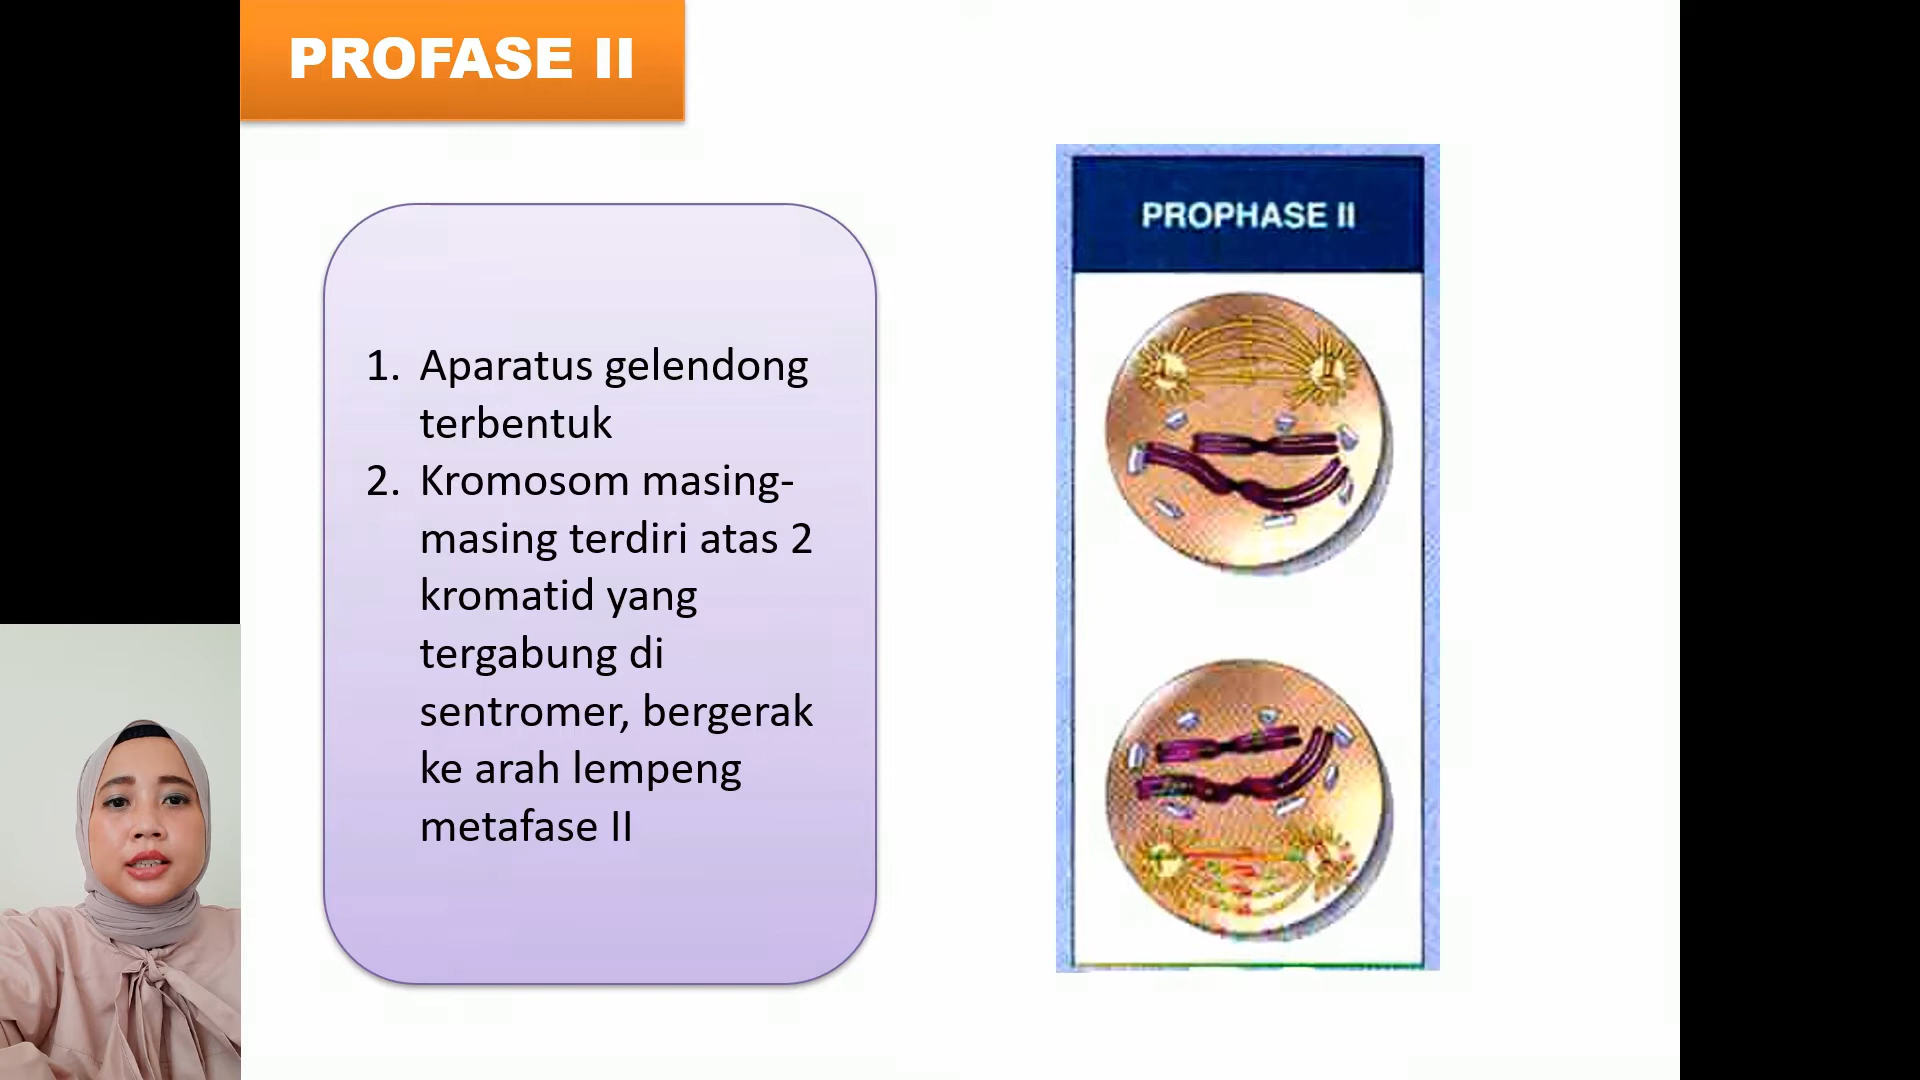 PROFASE II
1. Aparatus gelendong
terbentuk
2. Kromosom masing-
masing terdiri atas 2
kromatid yang
tergabung di
sentromer, bergerak
ke arah lempeng
metafase II
PROPHASE II